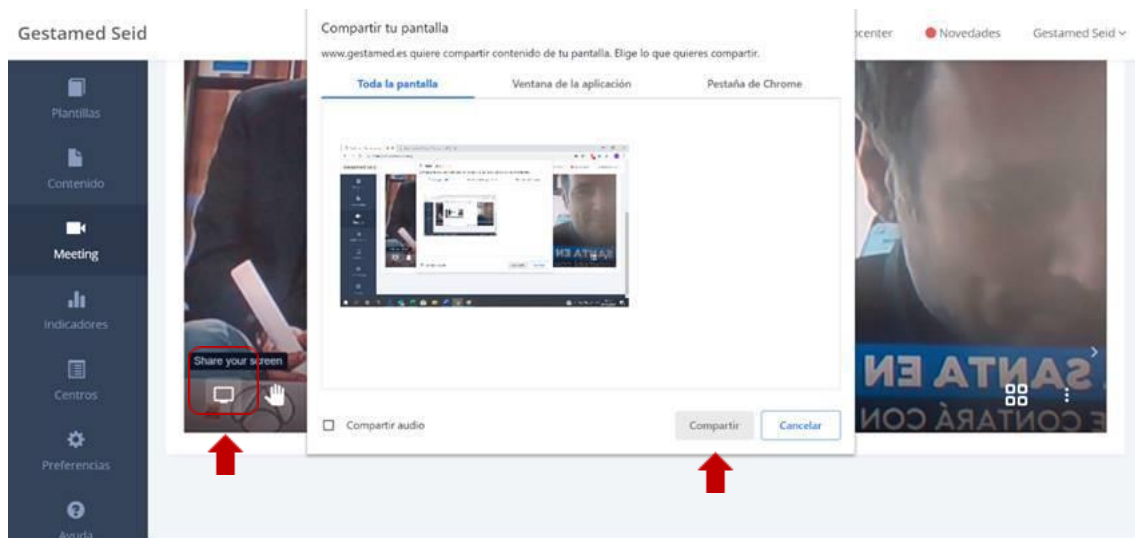 Gestamed Seid
Novedades
Gestamed Seid
Plantillas
Contenido
Meeting
Indicadores
Centros
Preferencias
Ayuda
Compartir tu pantalla
www.gestamed.es quiere compartir contenido de tu pantalla. Elige lo que quieres compartir.
Toda la pantalla
Ventana de la aplicación
Pestaña de Chrome
Compartir audio
Compartir
Cancelar
Share your screen
SANTA EN
E CONTARÁ CON